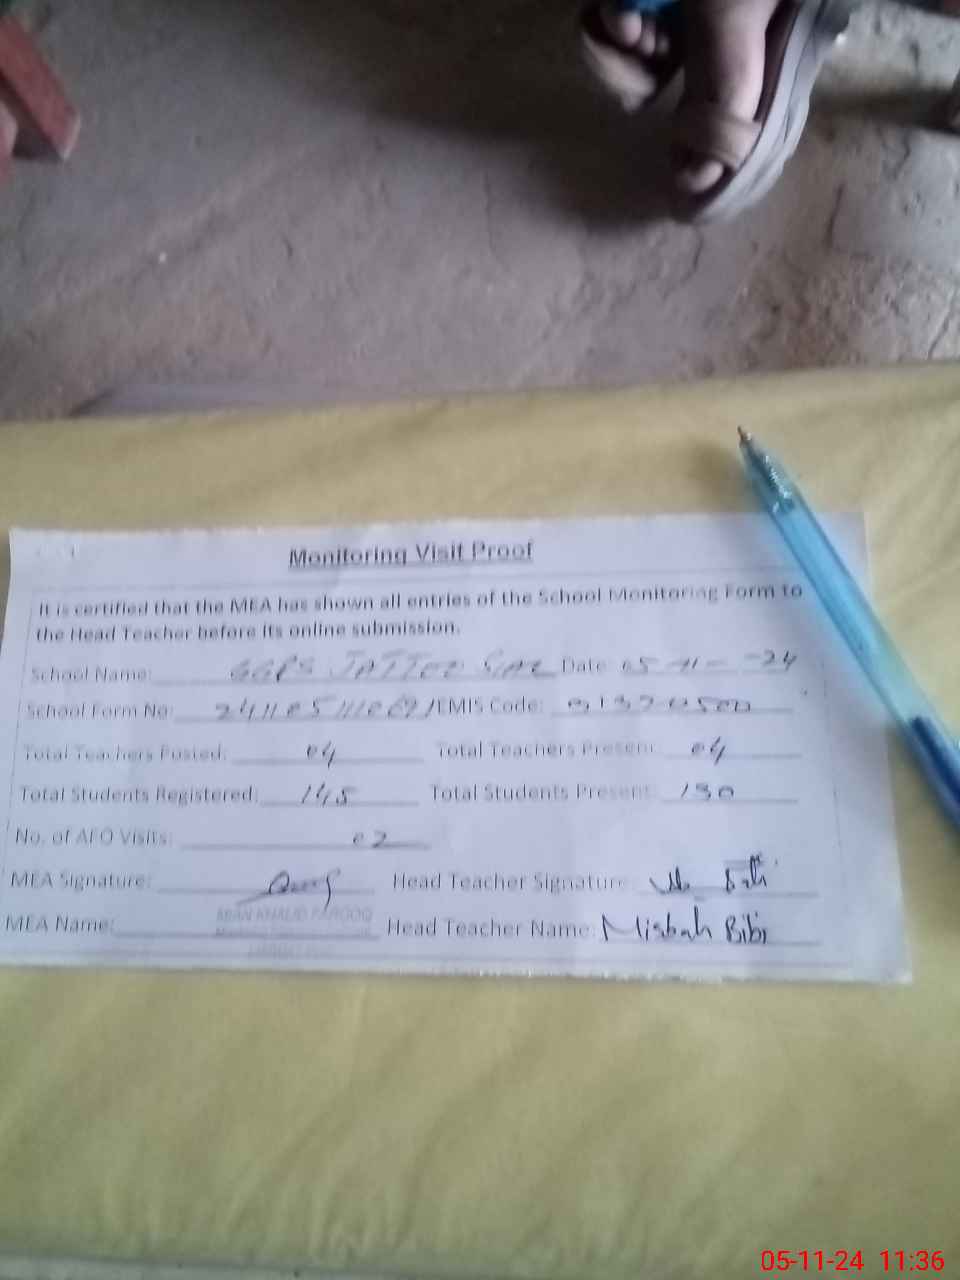 Monitoring Visit Proof
It is certified that the MEA has shown all entries of the School Monitoring Form to
the Head Teacher before its online submission.
School Name: GGPS Date: 05-11-24
School Form No: EMIS Code:
Total Teachers Posted: 04 Total Teachers Present: 04
Total Students Registered: 145 Total Students Present: 130
No. of AEO Visits: 02
MEA Signature: Head Teacher Signature:
MEA Name: MIAN KHALID FAROOQ Head Teacher Name: Misbah Bibi
05-11-24 11:36